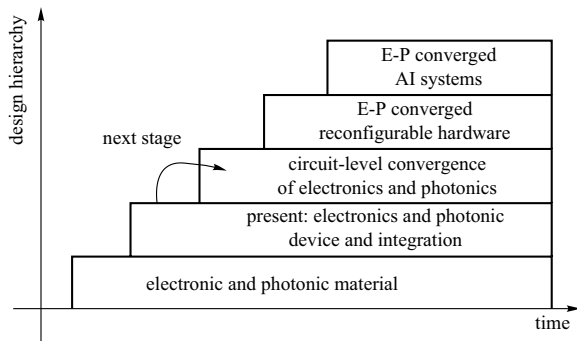 design hierarchy
E-P converged
AI systems
E-P converged
reconfigurable hardware
next stage
circuit-level convergence
of electronics and photonics
present: electronics and photonic
device and integration
electronic and photonic material
time